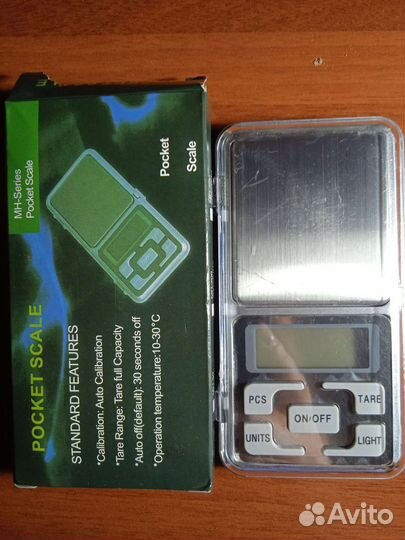 MH-Series
Pocket Scale
Pocket
Scale
POCKET SCALE
STANDARD FEATURES
*Calibration: Auto Calibration
*Tare Range: Tare full Capacity
*Auto off(default): 30 seconds off
*Operation temperature:10-30°C
PCS
TARE
ON/OFF
UNITS
LIGHT
Avito